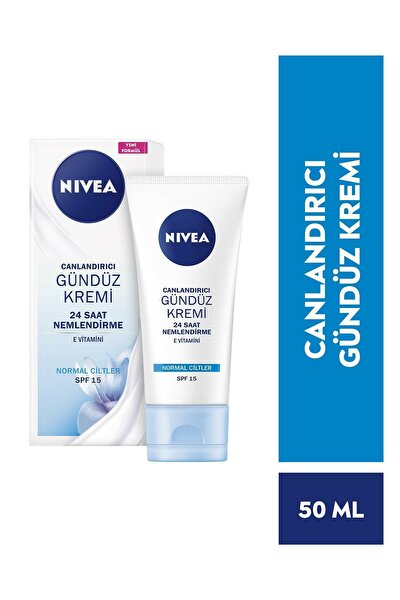 YENİ
FORMÜL
NIVEA
CANLANDIRICI
GÜNDÜZ
KREMİ
24 SAAT
NEMLENDİRME
E VİTAMİNİ
NORMAL CİLTLER
SPF 15
NIVEA
CANLANDIRICI
GÜNDÜZ
KREMİ
24 SAAT
NEMLENDİRME
E VİTAMİNİ
NORMAL CİLTLER
SPF 15
CANLANDIRICI
GÜNDÜZ KREMİ
50 ML